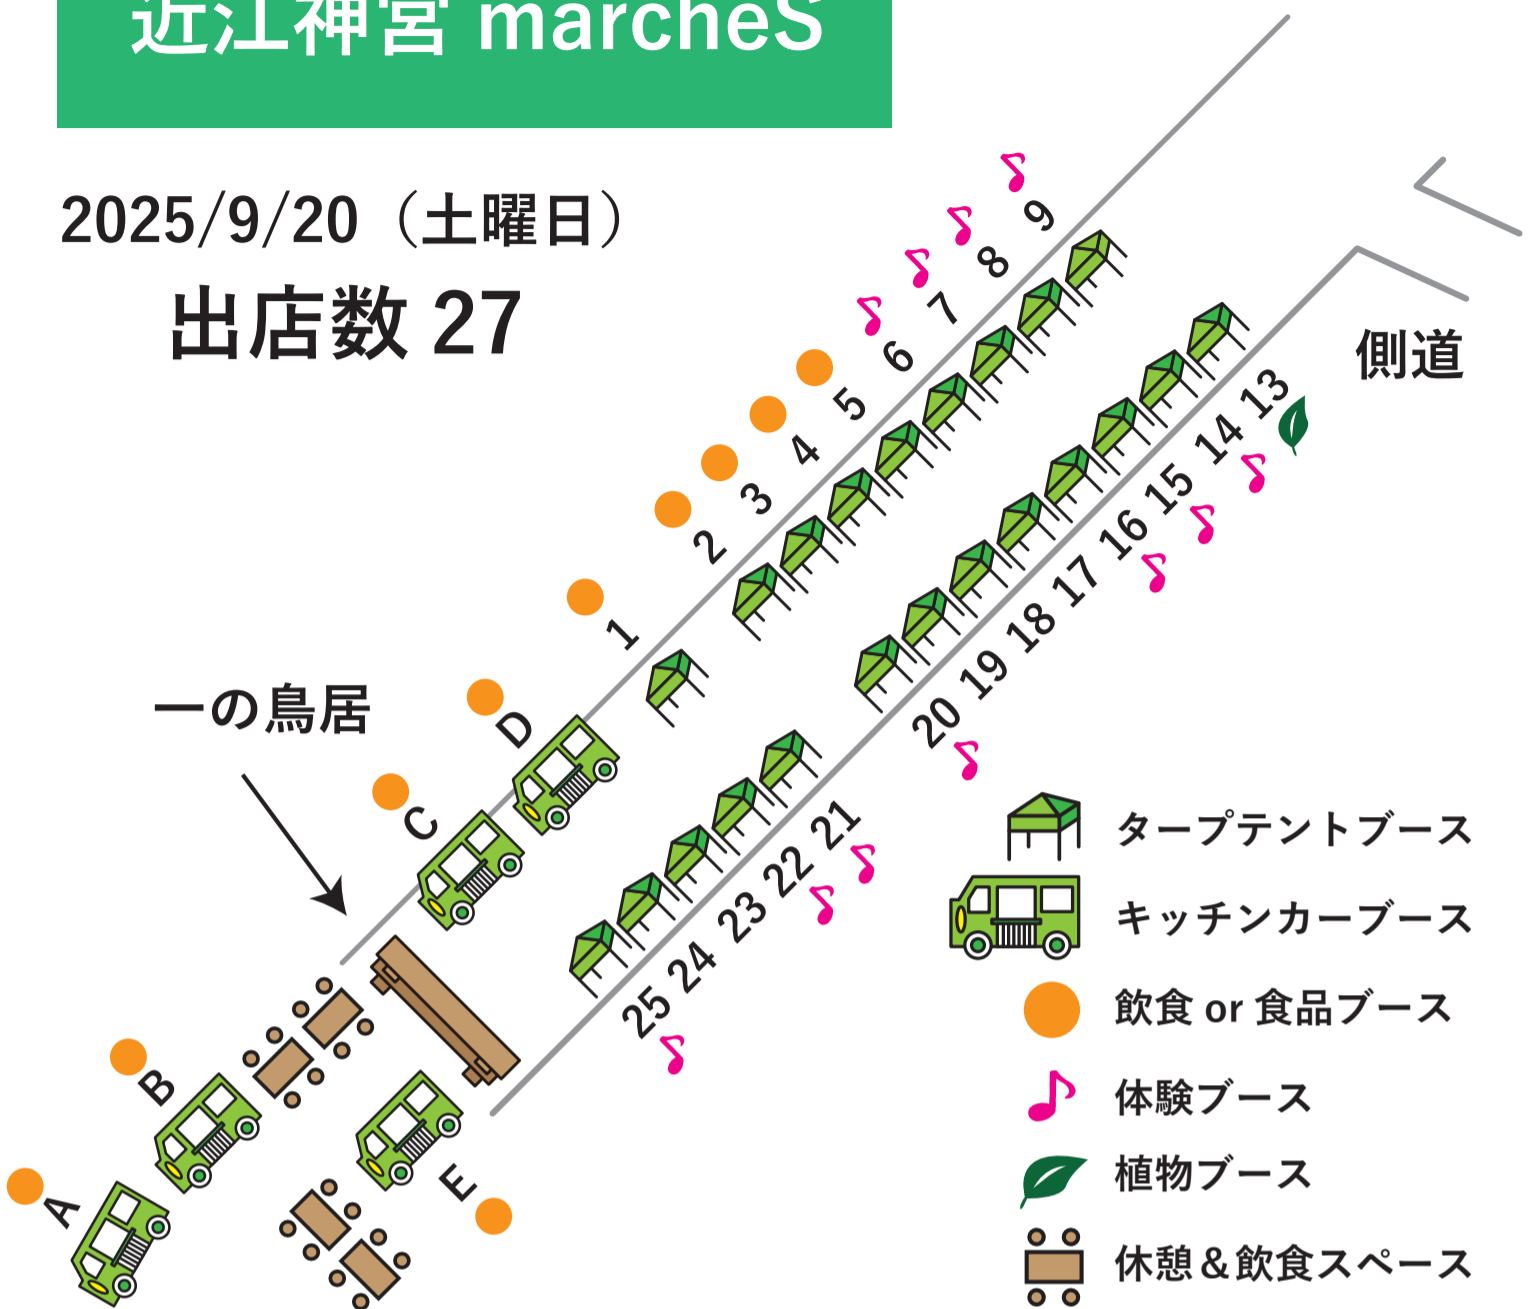 近江神宮 marcheS
2025/9/20（土曜日）
出店数 27
9
8
7
6
5
4
3
2
1
D
C
B
A
E
一の鳥居
側道
13
14
15
16
17
18
19
20
21
22
23
24
25
タープテントブース
キッチンカーブース
飲食 or 食品ブース
体験ブース
植物ブース
休憩＆飲食スペース